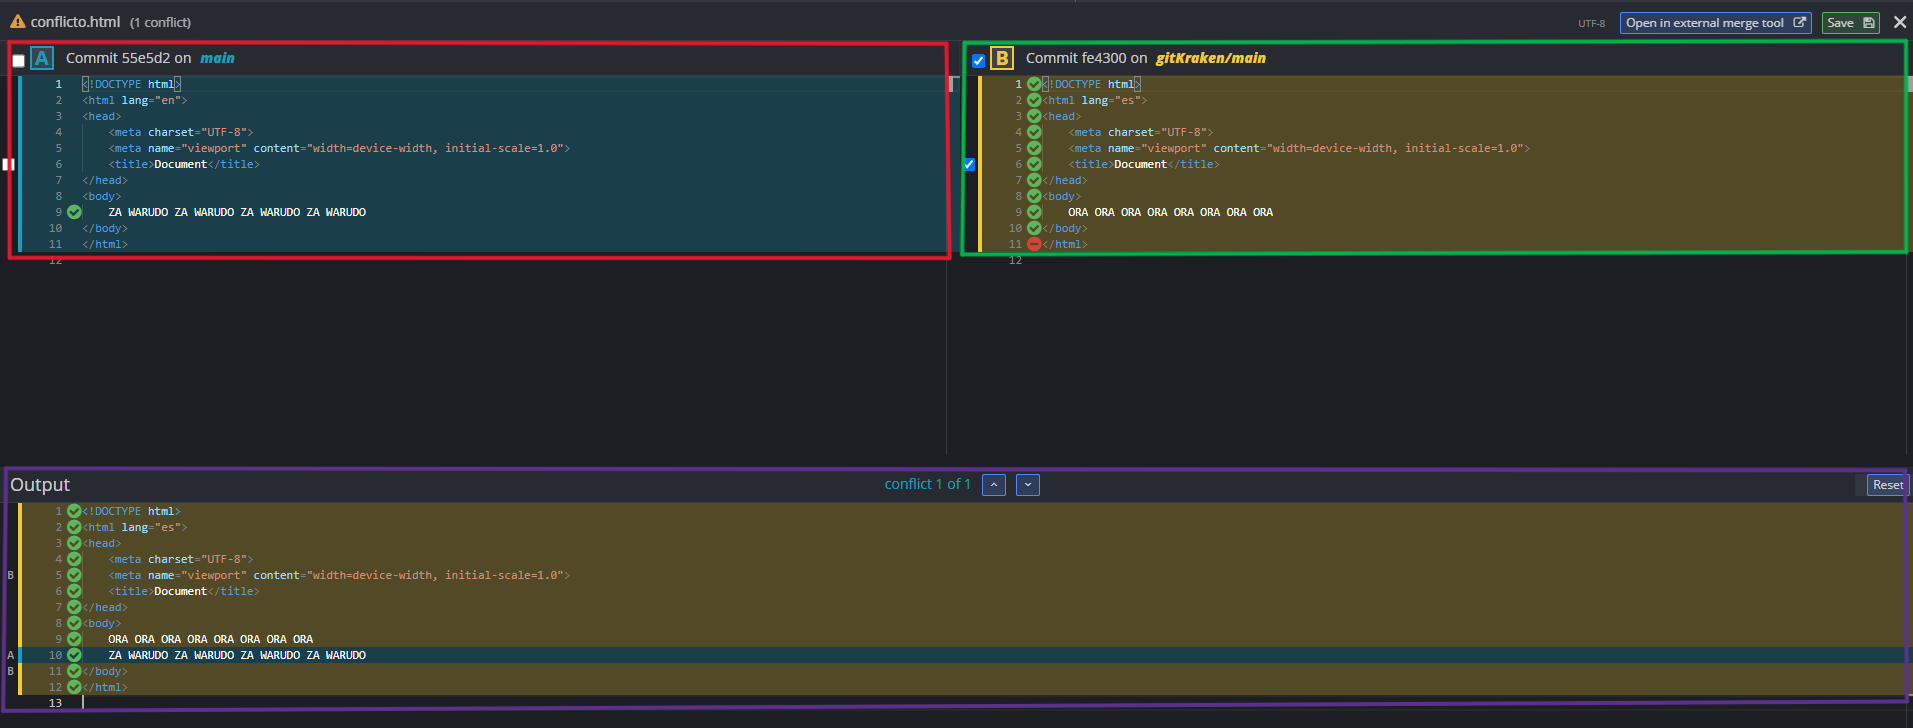 conflicto.html (1 conflict)
UTF-8 Open in external merge tool Save
A Commit 55e5d2 on main
1 <!DOCTYPE html>
2 <html lang="en">
3 <head>
4 <meta charset="UTF-8">
5 <meta name="viewport" content="width=device-width, initial-scale=1.0">
6 <title>Document</title>
7 </head>
8 <body>
9 ZA WARUDO ZA WARUDO ZA WARUDO ZA WARUDO
10 </body>
11 </html>
12
B Commit fe4300 on gitKraken/main
1 <!DOCTYPE html>
2 <html lang="es">
3 <head>
4 <meta charset="UTF-8">
5 <meta name="viewport" content="width=device-width, initial-scale=1.0">
6 <title>Document</title>
7 </head>
8 <body>
9 ORA ORA ORA ORA ORA ORA ORA ORA
10 </body>
11 </html>
12
Output conflict 1 of 1 Reset
1 <!DOCTYPE html>
2 <html lang="es">
3 <head>
4 <meta charset="UTF-8">
B 5 <meta name="viewport" content="width=device-width, initial-scale=1.0">
6 <title>Document</title>
7 </head>
8 <body>
9 ORA ORA ORA ORA ORA ORA ORA ORA
A 10 ZA WARUDO ZA WARUDO ZA WARUDO ZA WARUDO
B 11 </body>
12 </html>
13